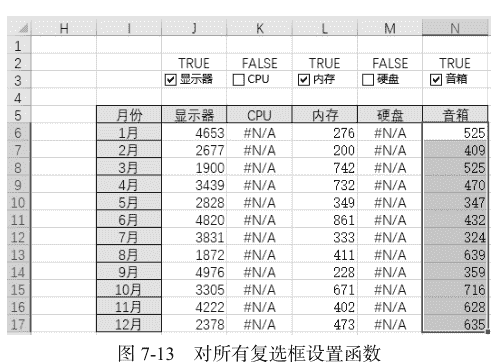 H I J K L M N
1
2 TRUE FALSE TRUE FALSE TRUE
3 显示器 CPU 内存 硬盘 音箱
4
5 月份 显示器 CPU 内存 硬盘 音箱
6 1月 4653 #N/A 276 #N/A 525
7 2月 2677 #N/A 200 #N/A 409
8 3月 1900 #N/A 742 #N/A 525
9 4月 3439 #N/A 732 #N/A 470
10 5月 2828 #N/A 349 #N/A 347
11 6月 4820 #N/A 861 #N/A 432
12 7月 3831 #N/A 333 #N/A 324
13 8月 1872 #N/A 411 #N/A 639
14 9月 4976 #N/A 228 #N/A 359
15 10月 3305 #N/A 671 #N/A 716
16 11月 4222 #N/A 402 #N/A 628
17 12月 2378 #N/A 473 #N/A 635
图 7-13 对所有复选框设置函数